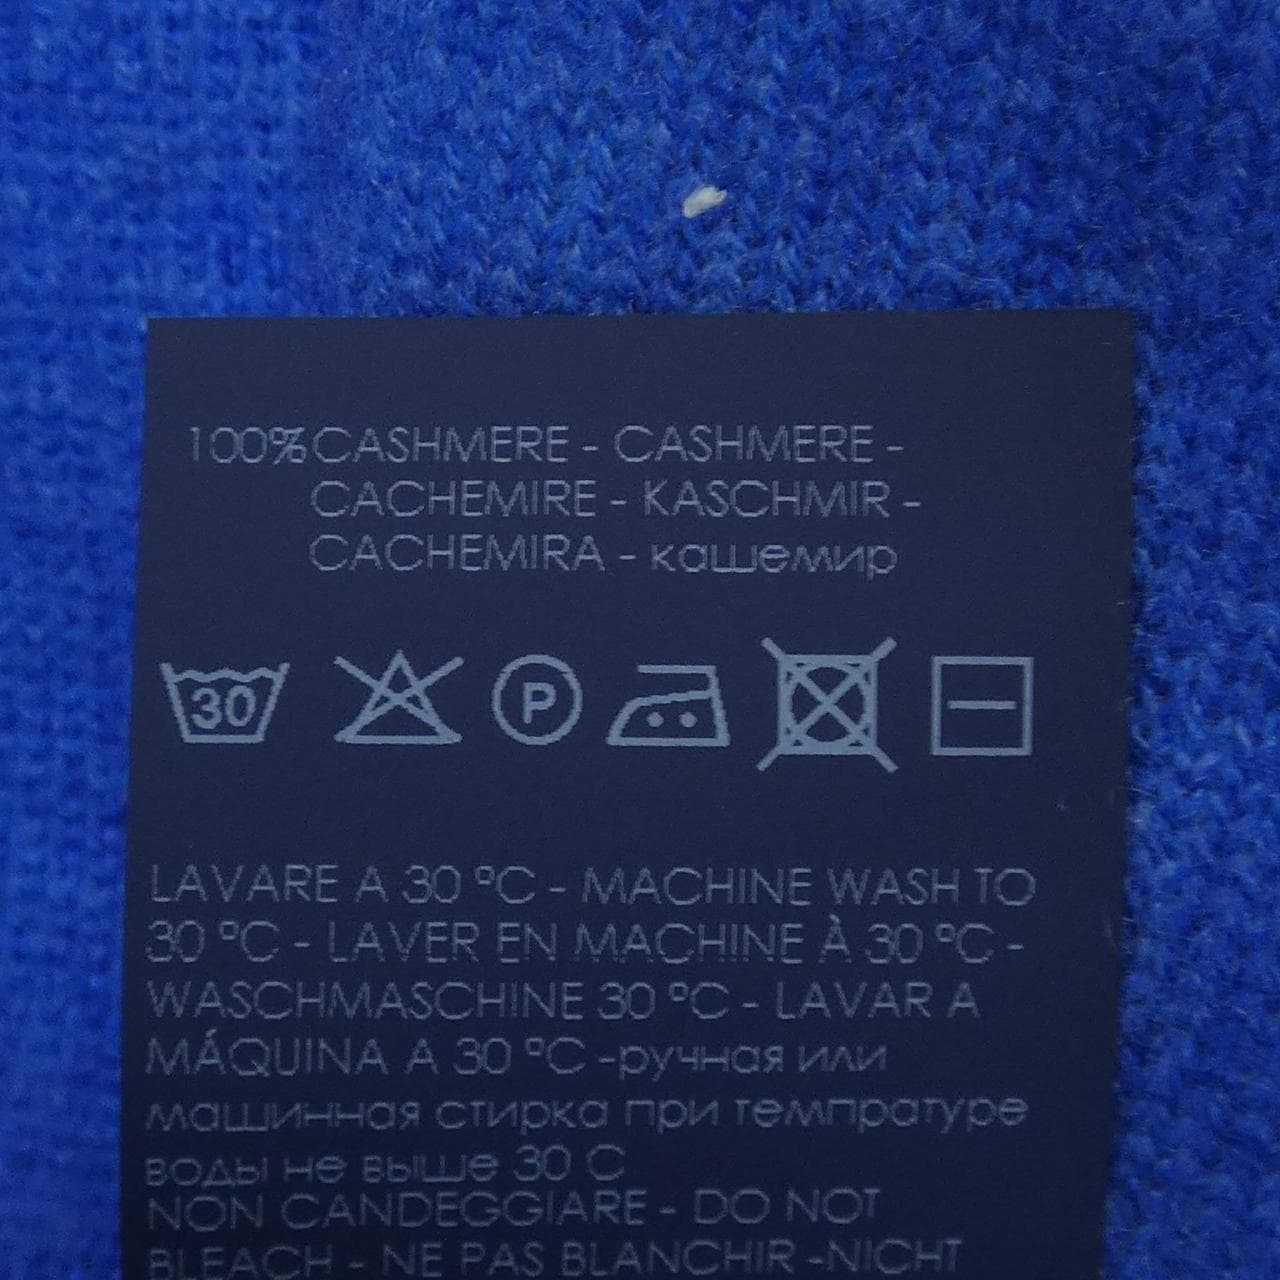 100%CASHMERE - CASHMERE -
CACHEMIRE - KASCHMIR -
CACHEMIRA - кашемир
30 P
LAVARE A 30 ºC - MACHINE WASH TO
30 ºC - LAVER EN MACHINE À 30 ºC -
WASCHMASCHINE 30 ºC - LAVAR A
MÁQUINA A 30 ºC -ручная или
машинная стирка при темпратуре
воды не выше 30 С
NON CANDEGGIARE - DO NOT
BLEACH - NE PAS BLANCHIR -NICHT